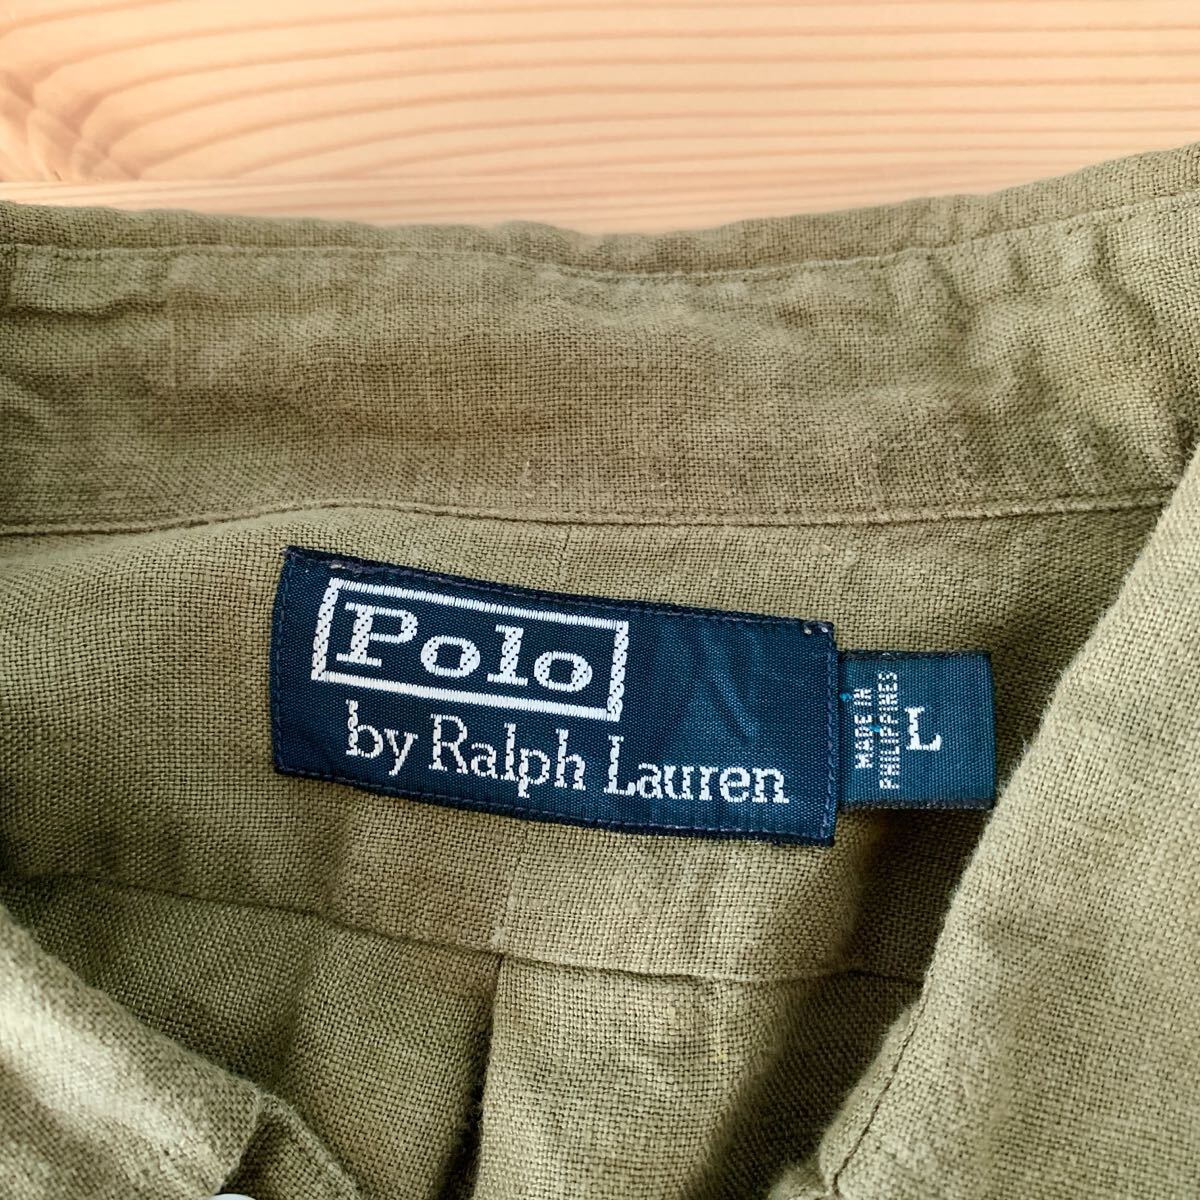 Polo
by Ralph Lauren
MADE IN
PHILIPPINES
L